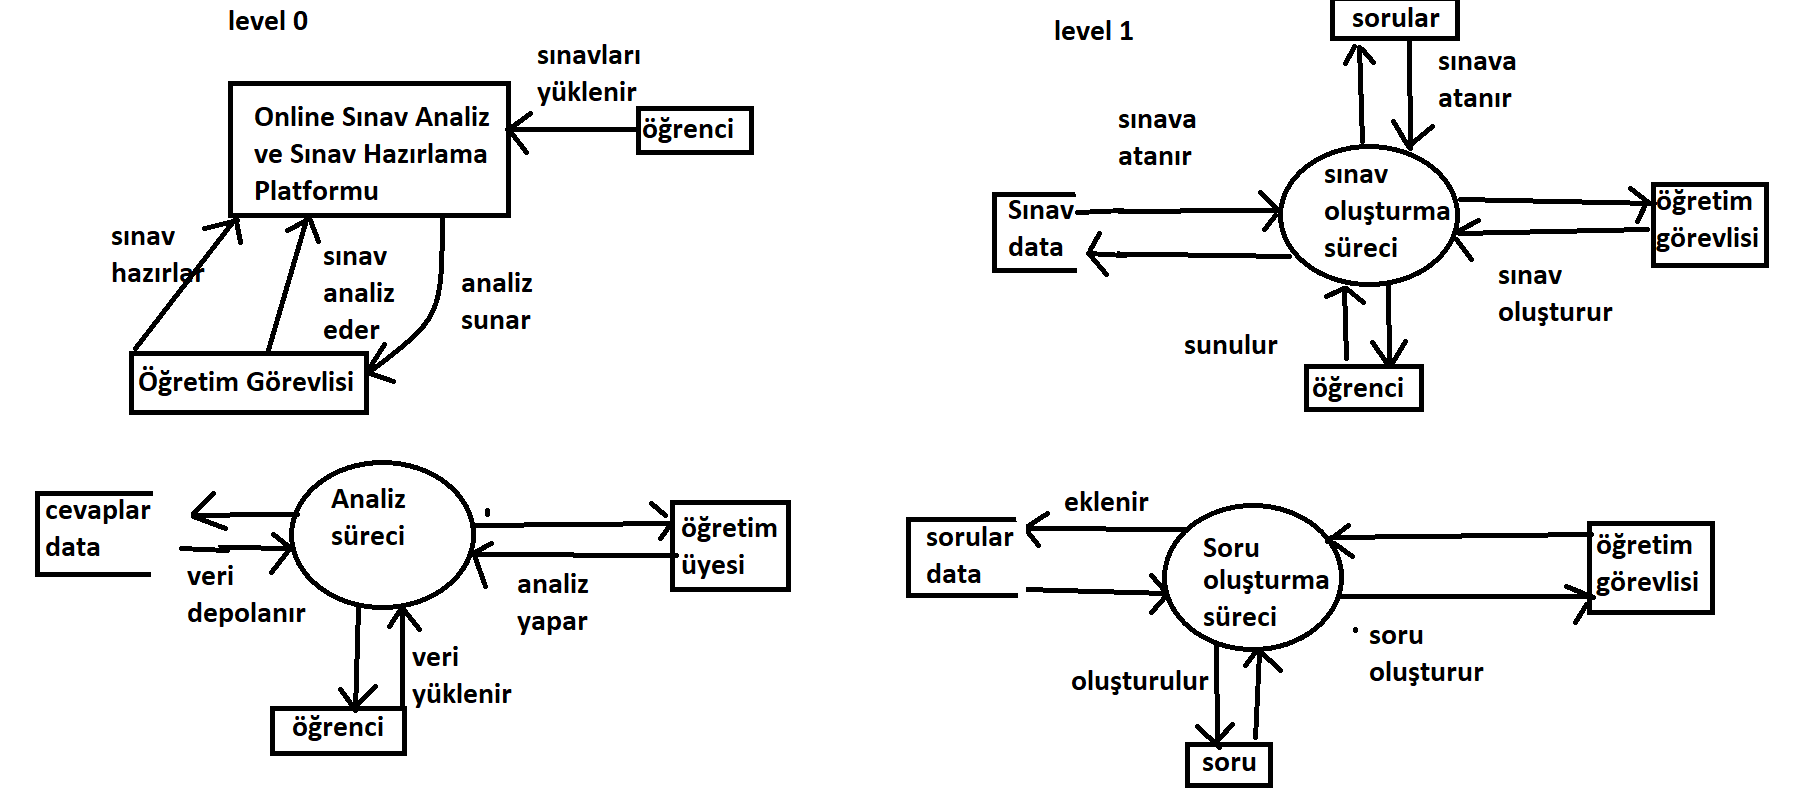 level 0
sınavları
yüklenir
Online Sınav Analiz
ve Sınav Hazırlama
Platformu
öğrenci
sınav
hazırlar
sınav
analiz
eder
analiz
sunar
Öğretim Görevlisi
level 1
sorular
sınava
atanır
sınava
atanır
sınav
oluşturma
süreci
Sınav
data
öğretim
görevlisi
sınav
oluşturur
sunulur
öğrenci
cevaplar
data
Analiz
süreci
öğretim
üyesi
veri
depolanır
analiz
yapar
veri
yüklenir
öğrenci
eklenir
sorular
data
Soru
oluşturma
süreci
öğretim
görevlisi
soru
oluşturur
oluşturulur
soru